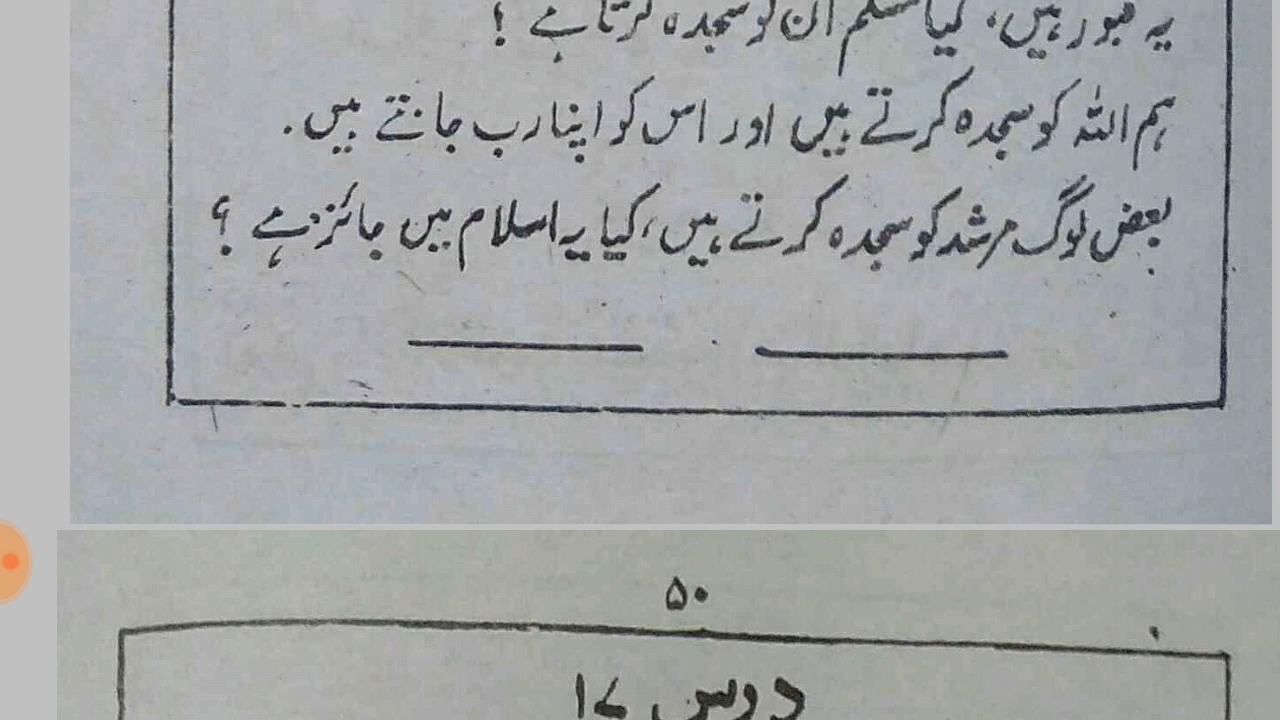 یہ قبور ہیں، کیا مسلم ان کو سجدہ کرتا ہے ؟
ہم اللہ کو سجدہ کرتے ہیں اور اس کو اپنا رب جانتے ہیں۔
بعض لوگ مرشد کو سجدہ کرتے ہیں، کیا یہ اسلام میں جائز ہے ؟
۵۰
درس ۱۷